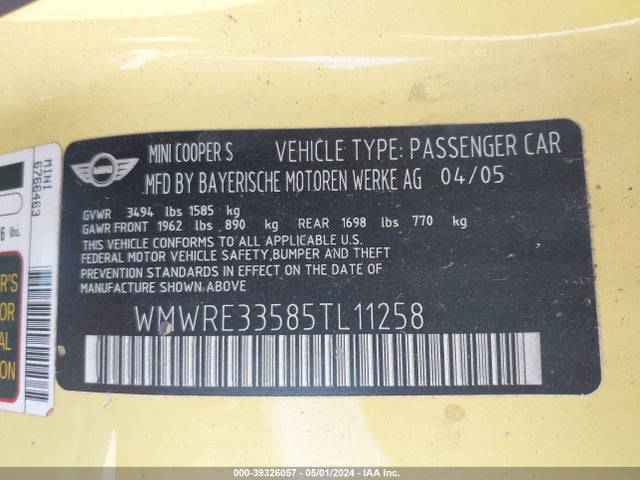 MINI COOPER S VEHICLE TYPE: PASSENGER CAR
MFD BY BAYERISCHE MOTOREN WERKE AG 04/05
GVWR 3494 lbs 1585 kg
GAWR FRONT 1962 lbs 890 kg REAR 1698 lbs 770 kg
THIS VEHICLE CONFORMS TO ALL APPLICABLE U.S.
FEDERAL MOTOR VEHICLE SAFETY,BUMPER AND THEFT
PREVENTION STANDARDS IN EFFECT ON THE DATE OF
MANUFACTURE SHOWN ABOVE
WMWRE33585TL11258
MINI
6766463
lbs.
000-39326057 - 05/01/2024 - IAA Inc.